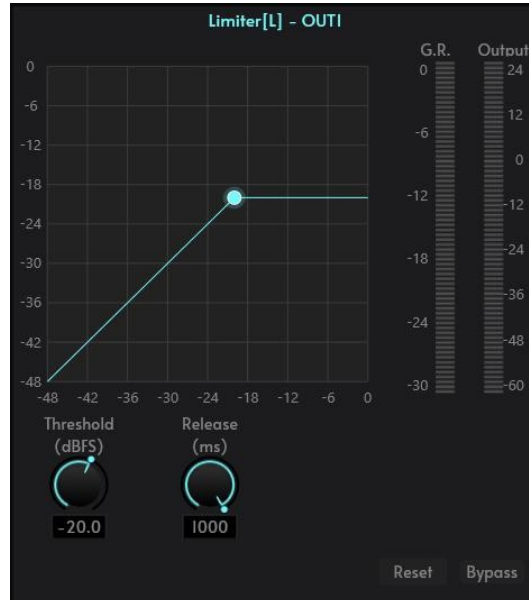 Limiter[L] - OUT1
G.R. Output
0 0 24
-6 12
-6
-12 0
-18 -12 -12
-24
-30 -18 -24
-36 -24 -36
-42 -48
-48 -30 -60
-48 -42 -36 -30 -24 -18 -12 -6 0
Threshold Release
(dBFS) (ms)
-20.0 1000
Reset Bypass